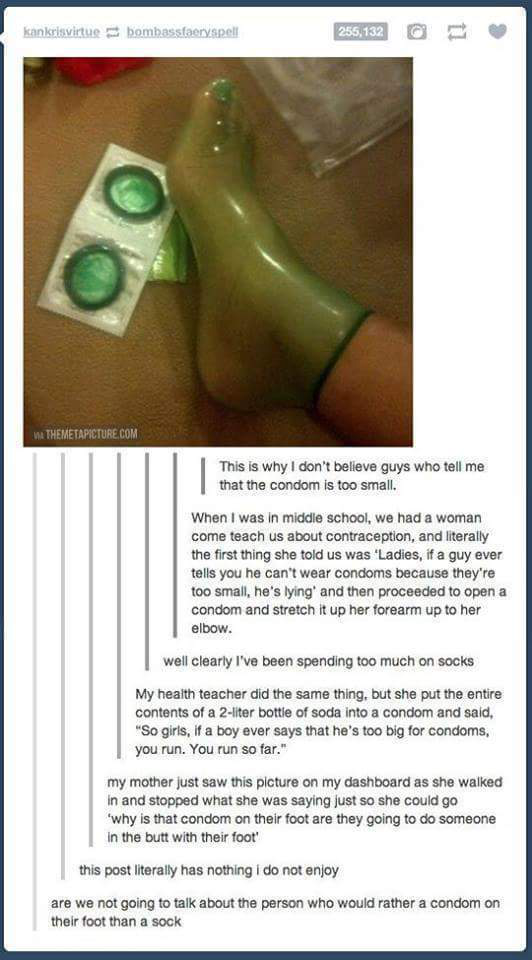 kankrisvirtue bombassfaeryspell 255,132
VIA THEMETAPICTURE.COM
This is why I don't believe guys who tell me
that the condom is too small.
When I was in middle school, we had a woman
come teach us about contraception, and literally
the first thing she told us was 'Ladies, if a guy ever
tells you he can't wear condoms because they're
too small, he's lying' and then proceeded to open a
condom and stretch it up her forearm up to her
elbow.
well clearly I've been spending too much on socks
My health teacher did the same thing, but she put the entire
contents of a 2-liter bottle of soda into a condom and said,
"So girls, if a boy ever says that he's too big for condoms,
you run. You run so far."
my mother just saw this picture on my dashboard as she walked
in and stopped what she was saying just so she could go
'why is that condom on their foot are they going to do someone
in the butt with their foot'
this post literally has nothing i do not enjoy
are we not going to talk about the person who would rather a condom on
their foot than a sock